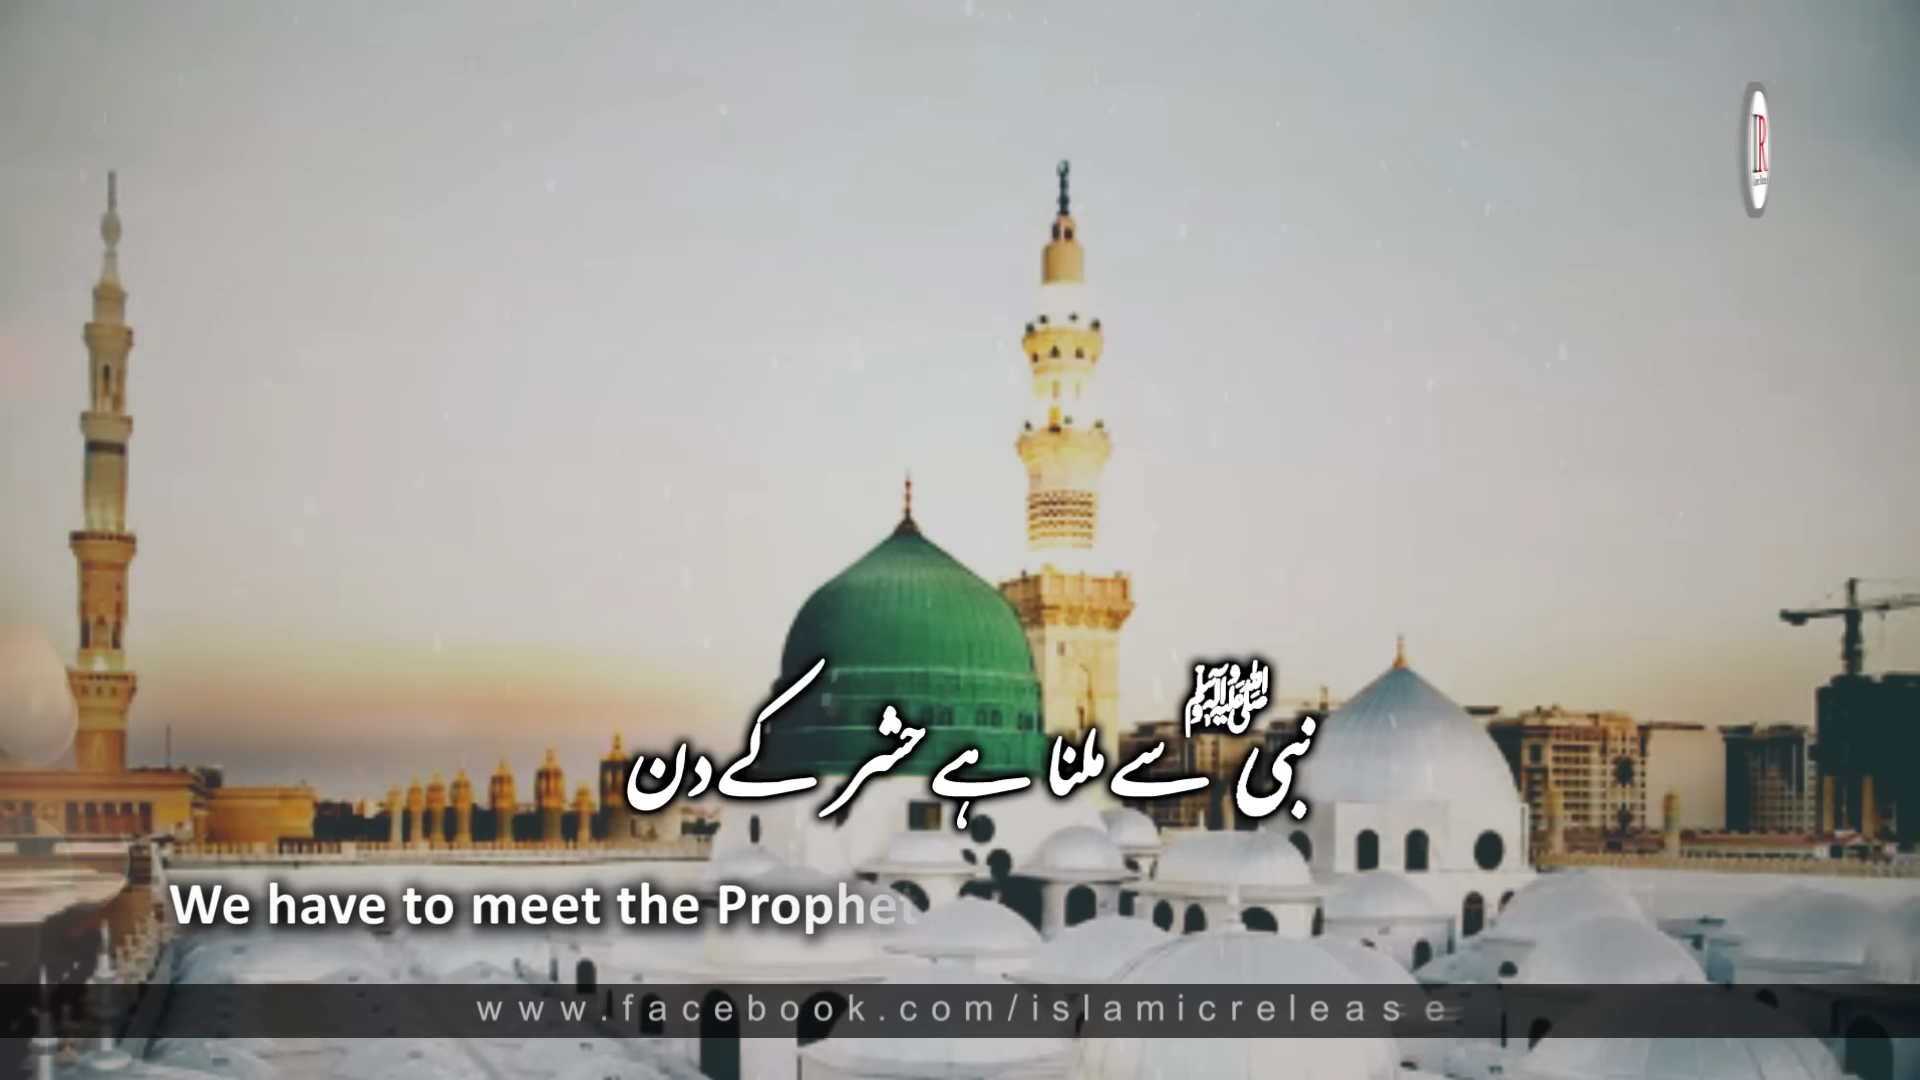 IR
نبی ﷺ سے ملنا ہے حشر کے دن
We have to meet the Prophet
www.facebook.com/islamicrelease